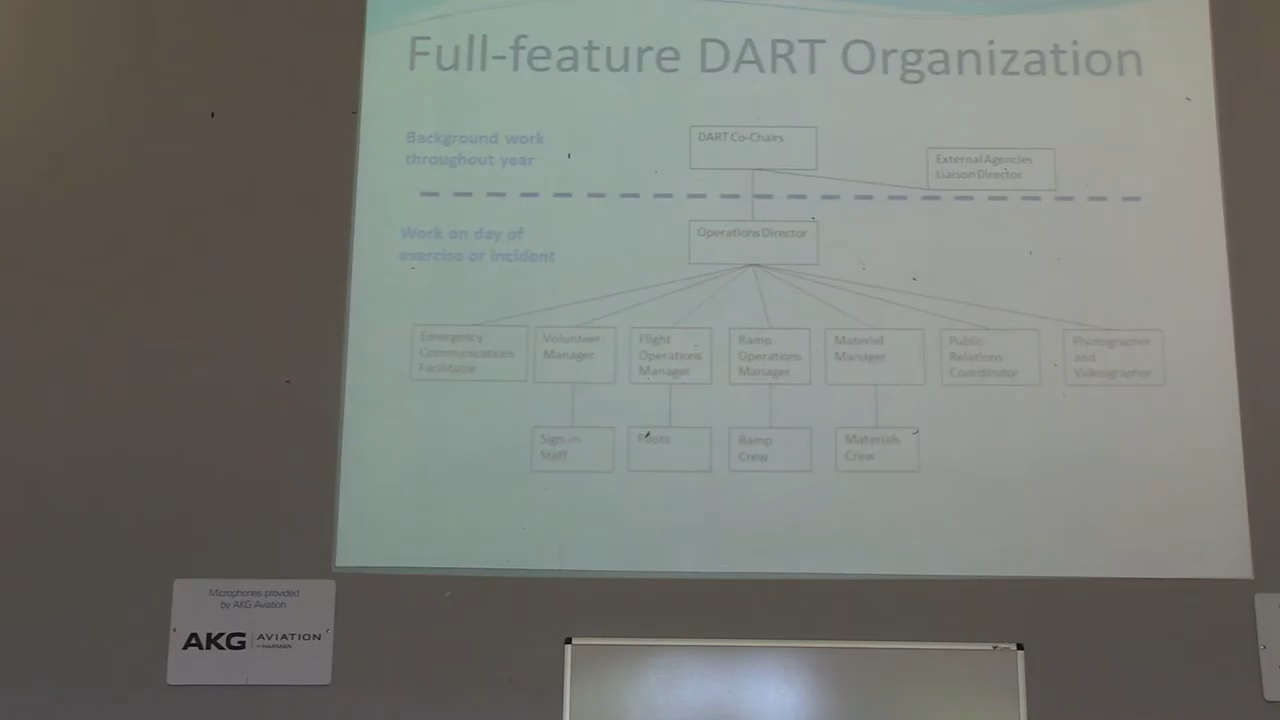 Full-feature DART Organization
Background work
throughout year
DART Co-Chairs
External Agencies
Liaison Director
Work on day of
exercise or incident
Operations Director
Emergency
Communications
Facilitator
Volunteer
Manager
Flight
Operations
Manager
Ramp
Operations
Manager
Materiel
Manager
Public
Relations
Coordinator
Photographer
and
Videographer
Sign-in
Staff
Pilots
Ramp
Crew
Materials
Crew
Microphones provided
by AKG Aviation
AKG AVIATION
by HARMAN